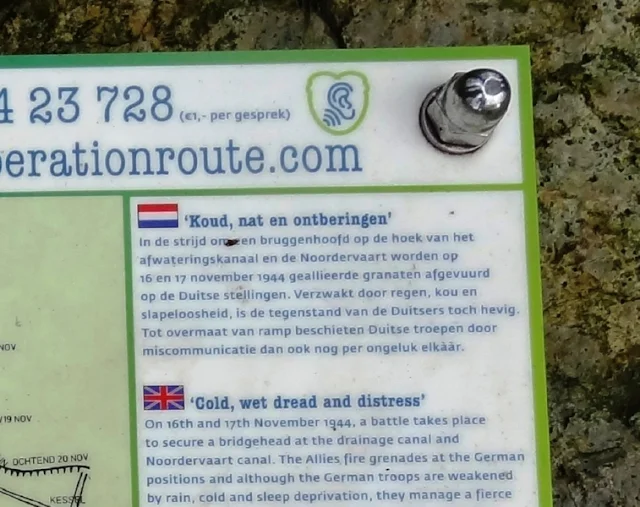 4 23 728 (€1,- per gesprek)
perationroute.com
'Koud, nat en ontberingen'
In de strijd om een bruggenhoofd op de hoek van het
afwateringskanaal en de Noordervaart worden op
16 en 17 november 1944 geallieerde granaten afgevuurd
op de Duitse stellingen. Verzwakt door regen, kou en
slapeloosheid, is de tegenstand van de Duitsers toch hevig.
Tot overmaat van ramp beschieten Duitse troepen door
miscommunicatie dan ook nog per ongeluk elkaar.
'Cold, wet dread and distress'
On 16th and 17th November 1944, a battle takes place
to secure a bridgehead at the drainage canal and
Noordervaart canal. The Allies fire grenades at the German
positions and although the German troops are weakened
by rain, cold and sleep deprivation, they manage a fierce
NOV
/19 NOV
OCHTEND 20 NOV
KESSEL